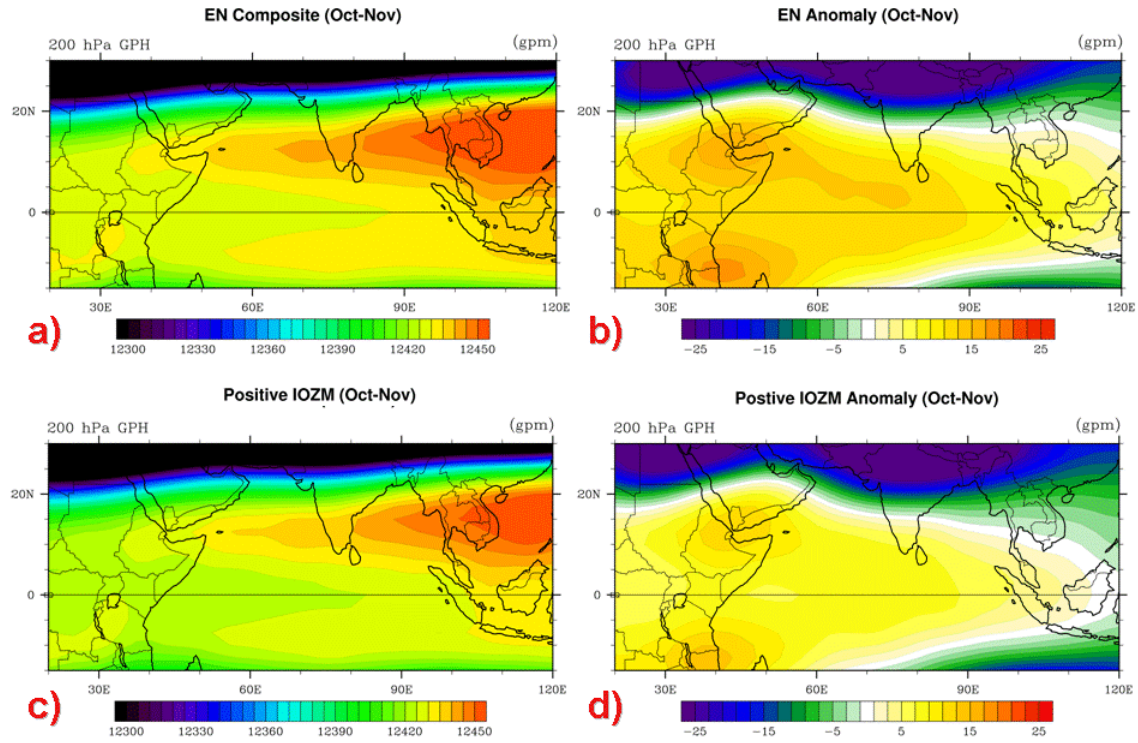 EN Composite (Oct-Nov)
200 hPa GPH (gpm)
20N
0
30E 60E 90E 120E
a)
12300 12330 12360 12390 12420 12450
EN Anomaly (Oct-Nov)
200 hPa GPH (gpm)
20N
0
30E 60E 90E 120E
b)
-25 -15 -5 5 15 25
Positive IOZM (Oct-Nov)
200 hPa GPH (gpm)
20N
0
30E 60E 90E 120E
c)
12300 12330 12360 12390 12420 12450
Postive IOZM Anomaly (Oct-Nov)
200 hPa GPH (gpm)
20N
0
30E 60E 90E 120E
d)
-25 -15 -5 5 15 25